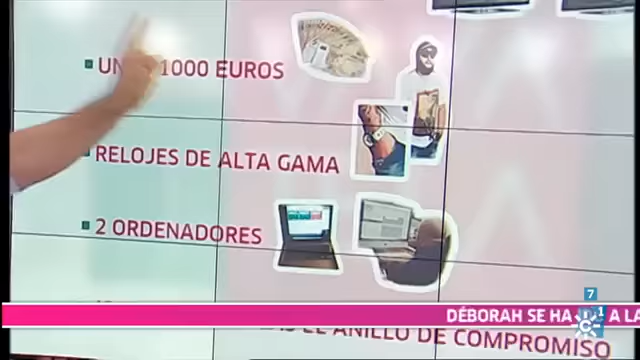 1000 EUROS
RELOJES DE ALTA GAMA
2 ORDENADORES
7
DÉBORAH SE HA A LA
EL ANILLO DE COMPROMISO